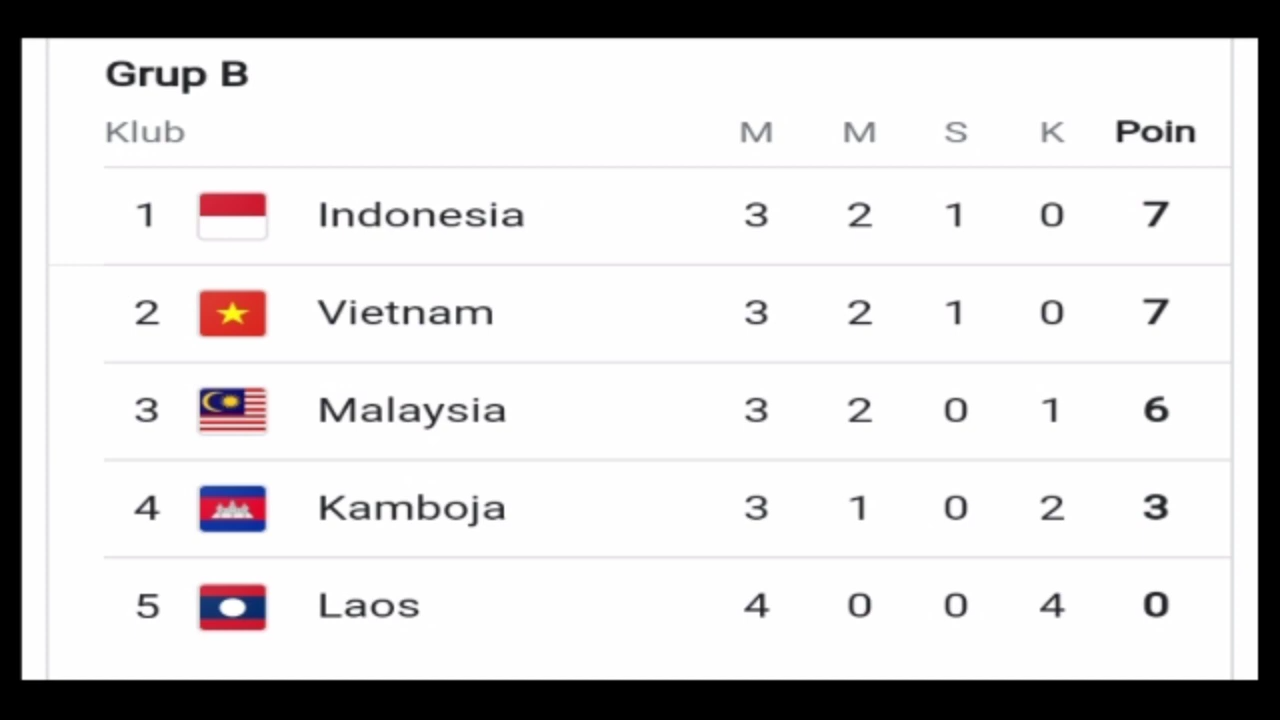 Grup B
Klub M M S K Poin
1 Indonesia 3 2 1 0 7
2 Vietnam 3 2 1 0 7
3 Malaysia 3 2 0 1 6
4 Kamboja 3 1 0 2 3
5 Laos 4 0 0 4 0